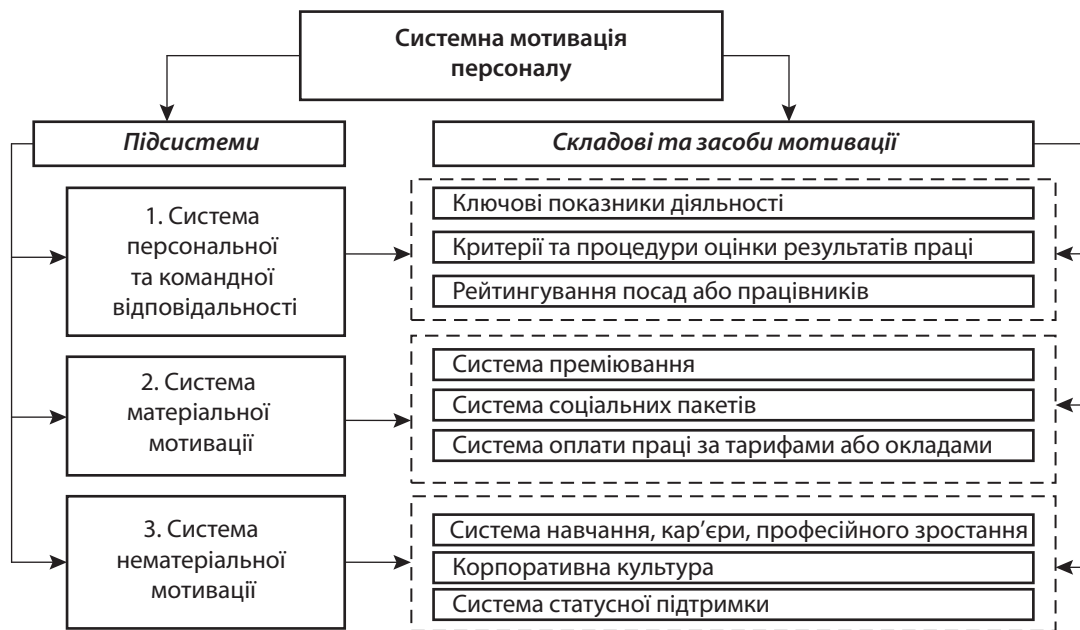 Системна мотивація
персоналу
Підсистеми
Складові та засоби мотивації
1. Система
персональної
та командної
відповідальності
Ключові показники діяльності
Критерії та процедури оцінки результатів праці
Рейтингування посад або працівників
2. Система
матеріальної
мотивації
Система преміювання
Система соціальних пакетів
Система оплати праці за тарифами або окладами
3. Система
нематеріальної
мотивації
Система навчання, кар’єри, професійного зростання
Корпоративна культура
Система статусної підтримки